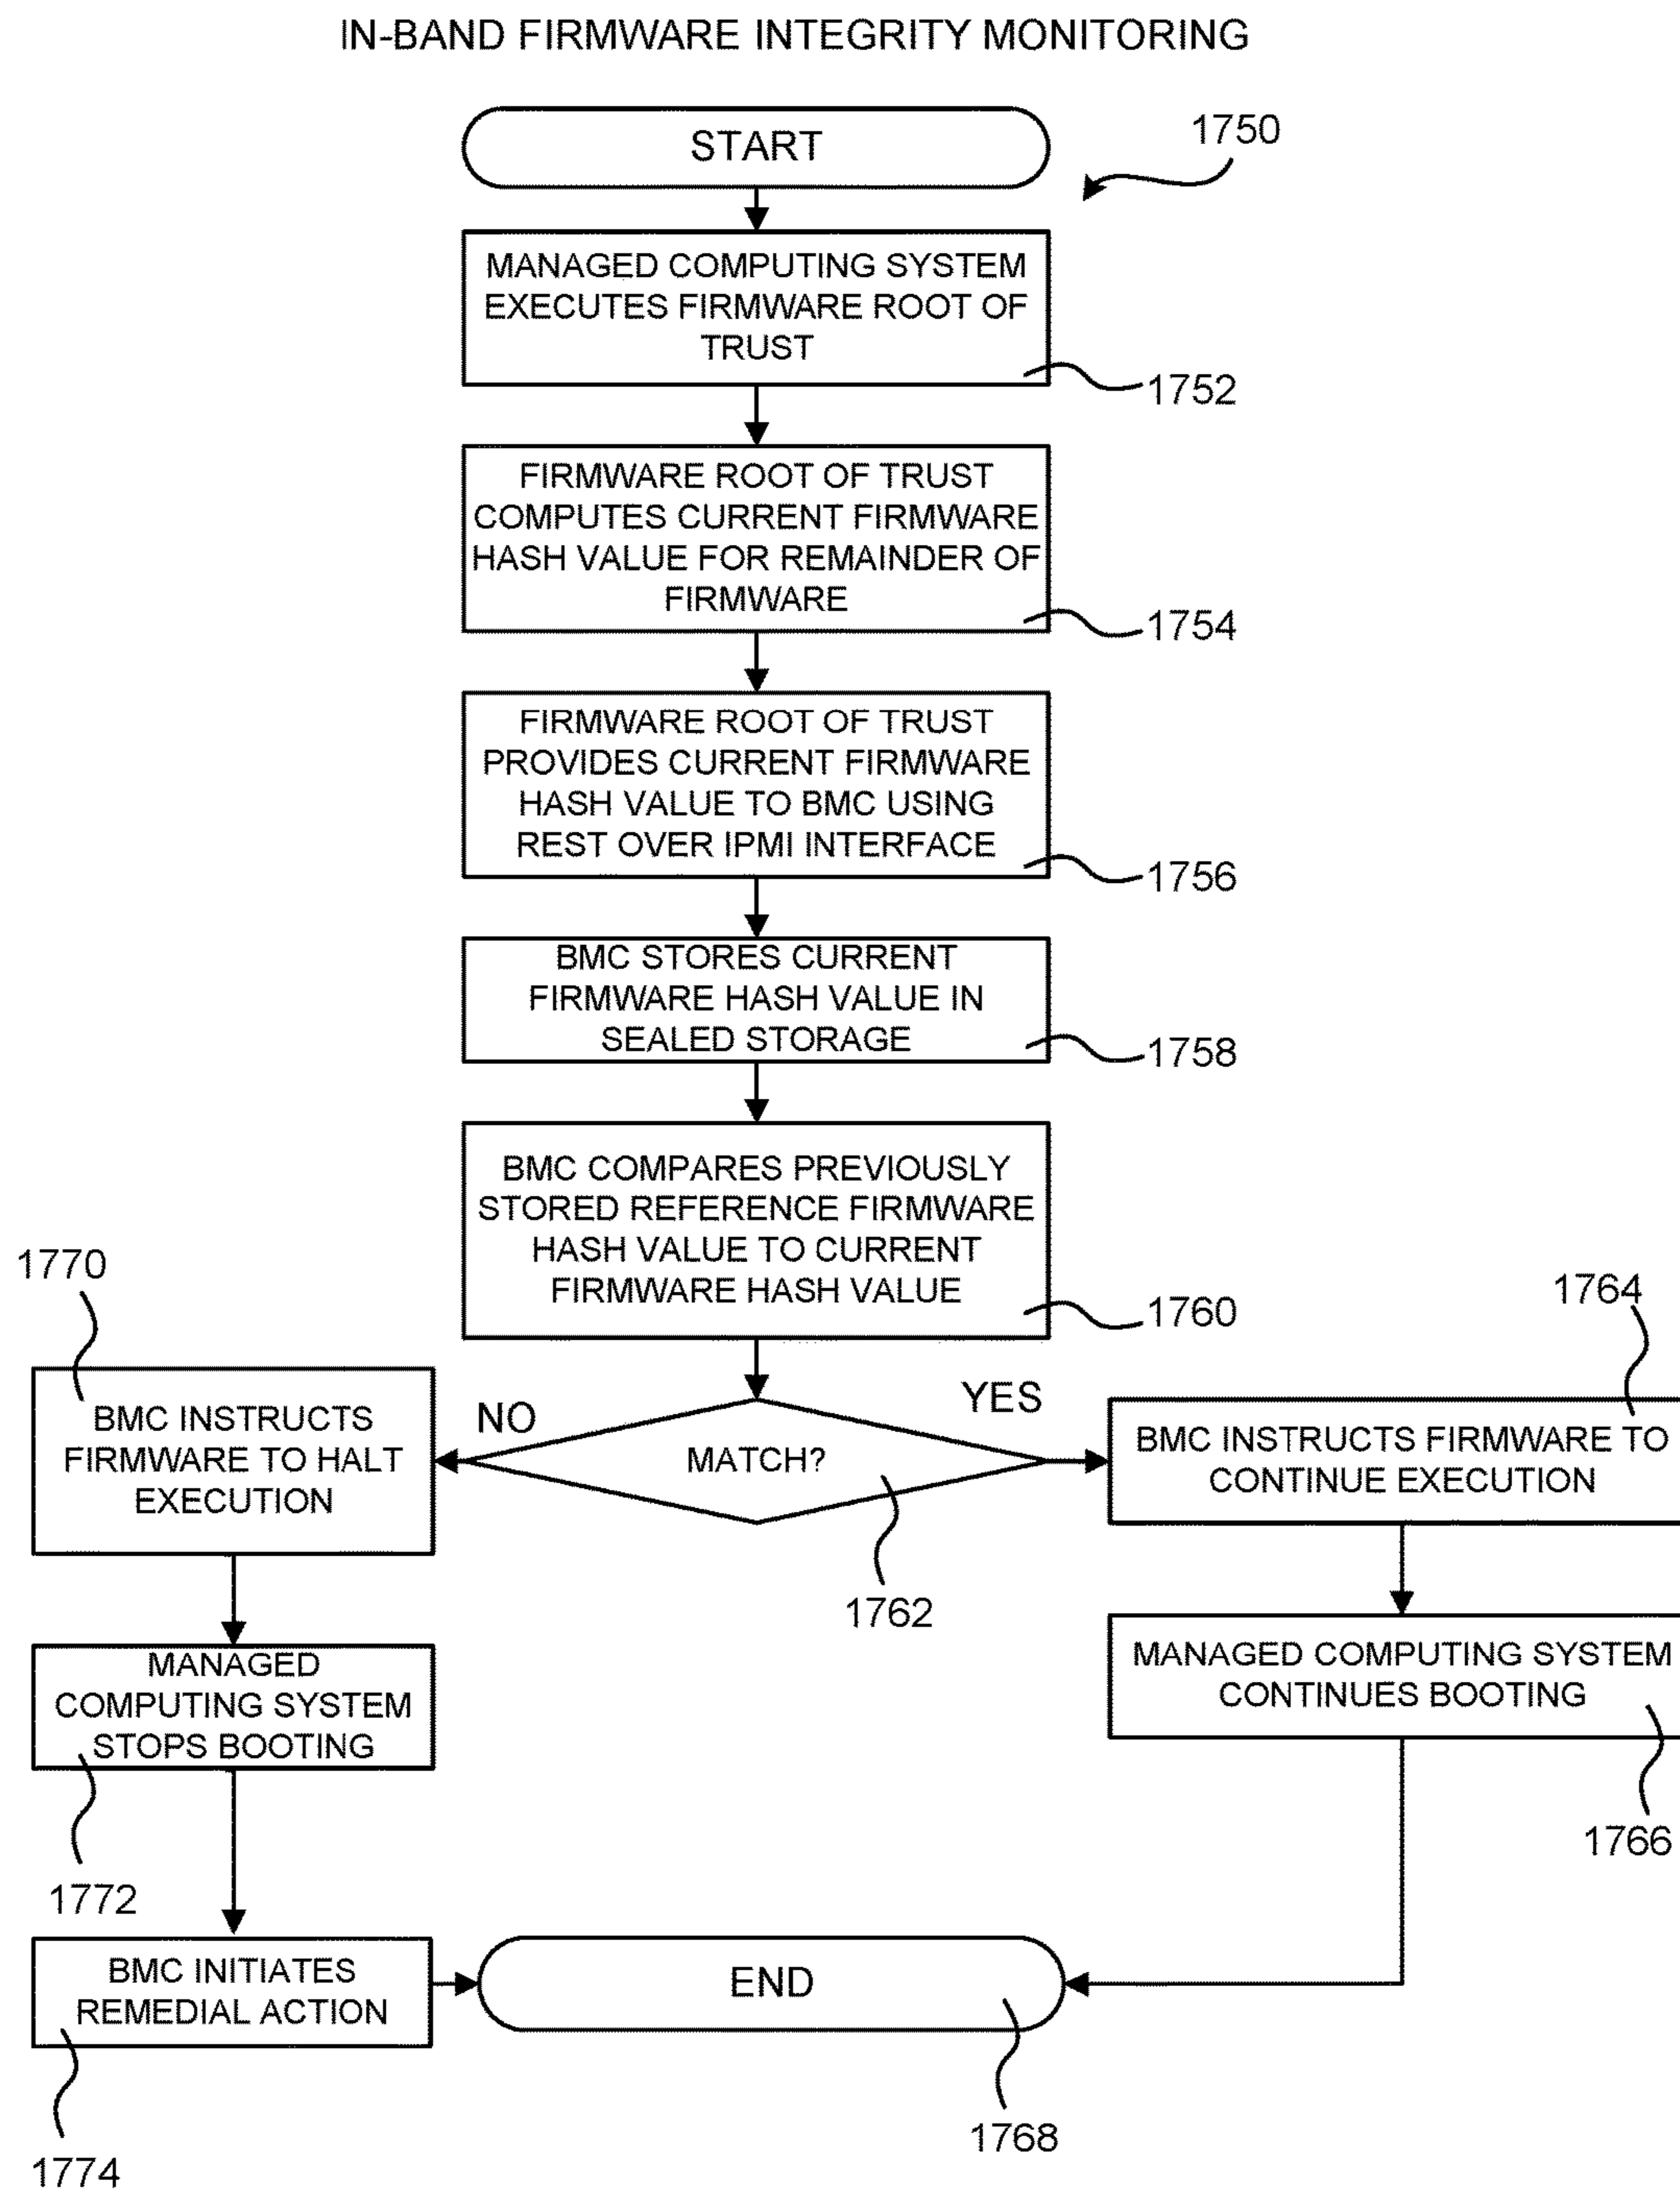 IN-BAND FIRMWARE INTEGRITY MONITORING
START
1750
MANAGED COMPUTING SYSTEM
EXECUTES FIRMWARE ROOT OF
TRUST
1752
FIRMWARE ROOT OF TRUST
COMPUTES CURRENT FIRMWARE
HASH VALUE FOR REMAINDER OF
FIRMWARE
1754
FIRMWARE ROOT OF TRUST
PROVIDES CURRENT FIRMWARE
HASH VALUE TO BMC USING
REST OVER IPMI INTERFACE
1756
BMC STORES CURRENT
FIRMWARE HASH VALUE IN
SEALED STORAGE
1758
BMC COMPARES PREVIOUSLY
STORED REFERENCE FIRMWARE
HASH VALUE TO CURRENT
FIRMWARE HASH VALUE
1760
MATCH?
1762
NO
1770
BMC INSTRUCTS
FIRMWARE TO HALT
EXECUTION
MANAGED
COMPUTING SYSTEM
STOPS BOOTING
1772
BMC INITIATES
REMEDIAL ACTION
1774
YES
1764
BMC INSTRUCTS FIRMWARE TO
CONTINUE EXECUTION
MANAGED COMPUTING SYSTEM
CONTINUES BOOTING
1766
END
1768